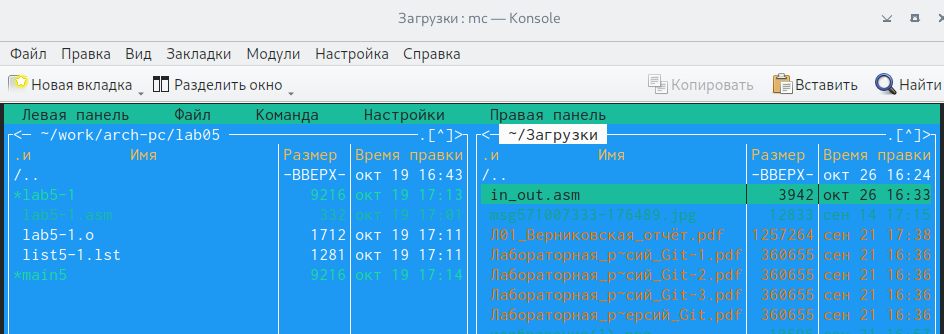 Загрузки : mc — Konsole
Файл Правка Вид Закладки Модули Настройка Справка
Новая вкладка Разделить окно Копировать Вставить Найти
Левая панель Файл Команда Настройки Правая панель
<— ~/work/arch-pc/lab05 .[^]> <— ~/Загрузки .[^]>
.и Имя Размер Время правки .и Имя Размер Время правки
/.. -ВВЕРХ- окт 19 16:43 /.. -ВВЕРХ- окт 26 16:24
*lab5-1 9216 окт 19 17:13 in_out.asm 3942 окт 26 16:33
lab5-1.asm 332 окт 19 17:01 msg571007333-176489.jpg 12833 сен 14 17:15
lab5-1.o 1712 окт 19 17:11 Л01_Верниковская_отчёт.pdf 1257264 сен 21 17:38
list5-1.lst 1281 окт 19 17:11 Лабораторная_р~сий_Git-1.pdf 360655 сен 21 16:36
*main5 9216 окт 19 17:14 Лабораторная_р~сий_Git-2.pdf 360655 сен 21 16:36
Лабораторная_р~сий_Git-3.pdf 360655 сен 21 16:36
Лабораторная_р~ерсий_Git.pdf 360655 сен 21 16:36